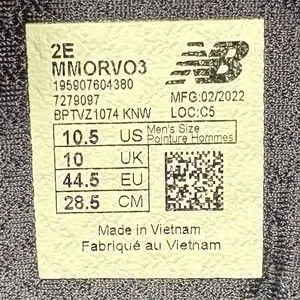 2E
MMORVO3
195907604380
7279097 MFG:02/2022
BPTVZ1074 KNW LOC:C5
10.5 US Men's Size
Pointure Hommes
10 UK
44.5 EU
28.5 CM
Made in Vietnam
Fabriqué au Vietnam